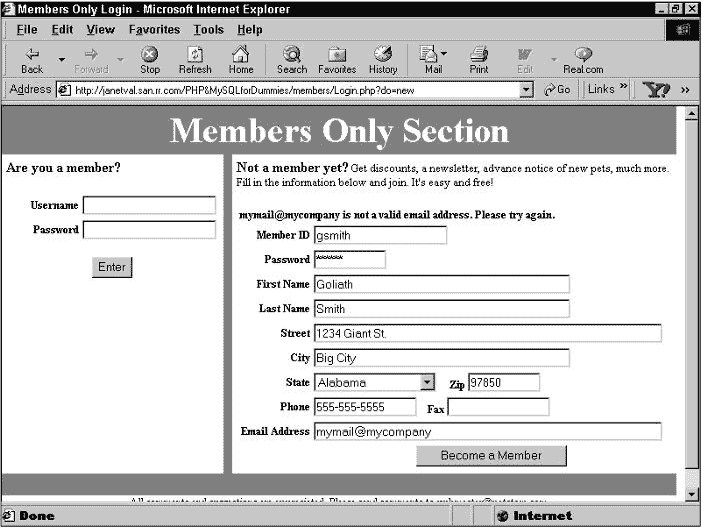 Members Only Login - Microsoft Internet Explorer
File Edit View Favorites Tools Help
Back Forward Stop Refresh Home Search Favorites History Mail Print Edit Real.com
Address http://janetval.san.rr.com/PHP&MySQLforDummies/members/Login.php?do=new Go Links »
Members Only Section
Are you a member?
Username
Password
Enter
Not a member yet? Get discounts, a newsletter, advance notice of new pets, much more.
Fill in the information below and join. It's easy and free!
mymail@mycompany is not a valid email address. Please try again.
Member ID gsmith
Password ******
First Name Goliath
Last Name Smith
Street 1234 Giant St.
City Big City
State Alabama Zip 97850
Phone 555-555-5555 Fax
Email Address mymail@mycompany
Become a Member
Done Internet